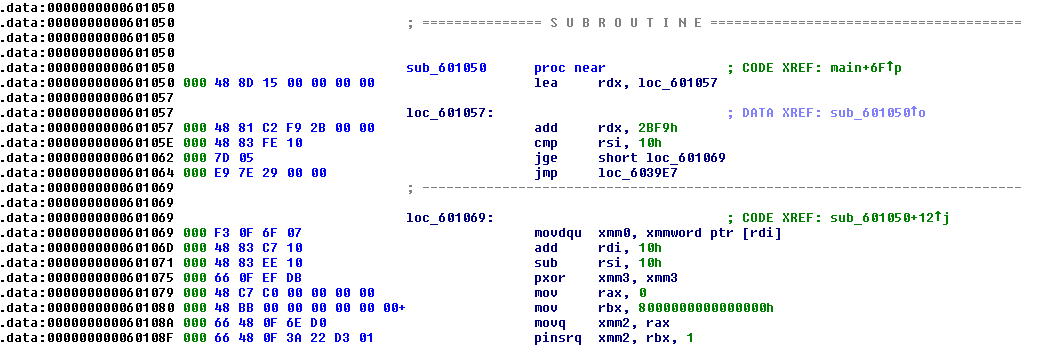 .data:0000000000601050
.data:0000000000601050 ; =============== S U B R O U T I N E =======================================
.data:0000000000601050
.data:0000000000601050
.data:0000000000601050 sub_601050 proc near ; CODE XREF: main+6F↑p
.data:0000000000601050 000 48 8D 15 00 00 00 00 lea rdx, loc_601057
.data:0000000000601057
.data:0000000000601057 loc_601057: ; DATA XREF: sub_601050↑o
.data:0000000000601057 000 48 81 C2 F9 2B 00 00 add rdx, 2BF9h
.data:000000000060105E 000 48 83 FE 10 cmp rsi, 10h
.data:0000000000601062 000 7D 05 jge short loc_601069
.data:0000000000601064 000 E9 7E 29 00 00 jmp loc_6039E7
.data:0000000000601069 ; ---------------------------------------------------------------------------
.data:0000000000601069
.data:0000000000601069 loc_601069: ; CODE XREF: sub_601050+12↑j
.data:0000000000601069 000 F3 0F 6F 07 movdqu xmm0, xmmword ptr [rdi]
.data:000000000060106D 000 48 83 C7 10 add rdi, 10h
.data:0000000000601071 000 48 83 EE 10 sub rsi, 10h
.data:0000000000601075 000 66 0F EF DB pxor xmm3, xmm3
.data:0000000000601079 000 48 C7 C0 00 00 00 00 mov rax, 0
.data:0000000000601080 000 48 BB 00 00 00 00 00 00+ mov rbx, 8000000000000000h
.data:000000000060108A 000 66 48 0F 6E D0 movq xmm2, rax
.data:000000000060108F 000 66 48 0F 3A 22 D3 01 pinsrq xmm2, rbx, 1